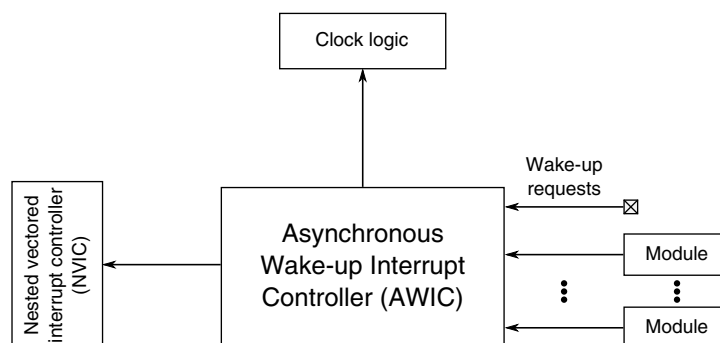 Clock logic
Wake-up
requests
Nested vectored
interrupt controller
(NVIC)
Asynchronous
Wake-up Interrupt
Controller (AWIC)
Module
Module